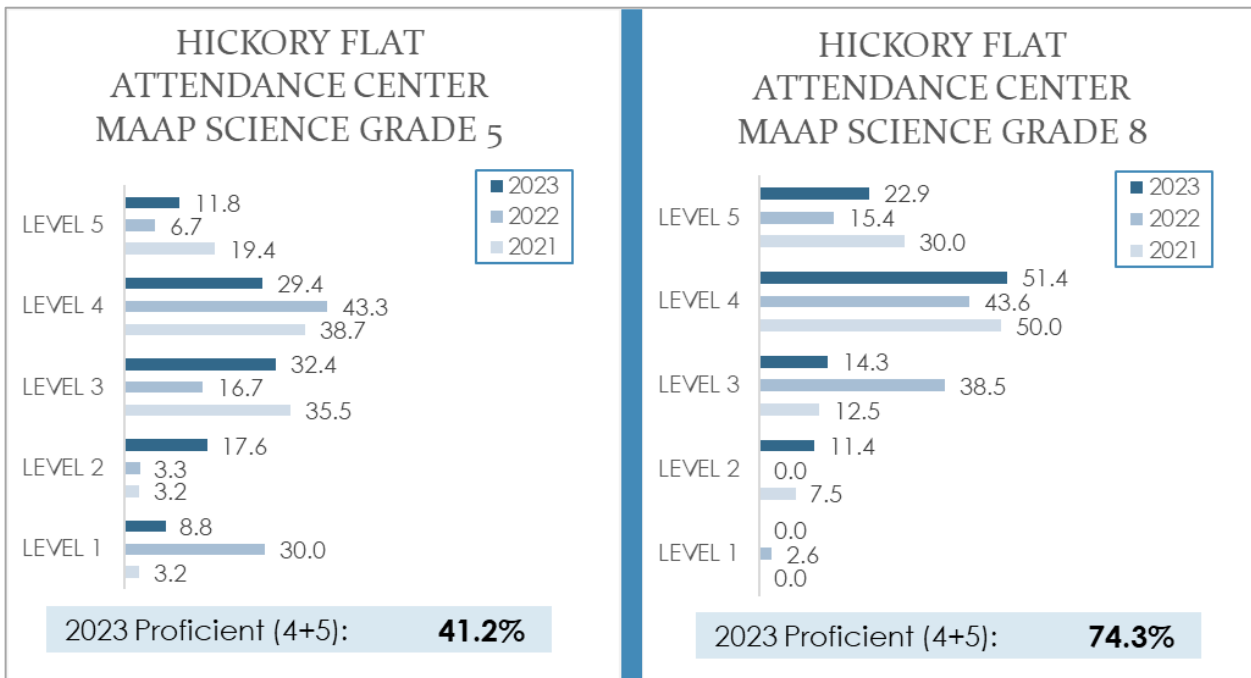 HICKORY FLAT
ATTENDANCE CENTER
MAAP SCIENCE GRADE 5
2023
2022
2021
LEVEL 5
11.8
6.7
19.4
LEVEL 4
29.4
43.3
38.7
LEVEL 3
32.4
16.7
35.5
LEVEL 2
17.6
3.3
3.2
LEVEL 1
8.8
30.0
3.2
2023 Proficient (4+5): 41.2%
HICKORY FLAT
ATTENDANCE CENTER
MAAP SCIENCE GRADE 8
2023
2022
2021
LEVEL 5
22.9
15.4
30.0
LEVEL 4
51.4
43.6
50.0
LEVEL 3
14.3
38.5
12.5
LEVEL 2
11.4
0.0
7.5
LEVEL 1
0.0
2.6
0.0
2023 Proficient (4+5): 74.3%